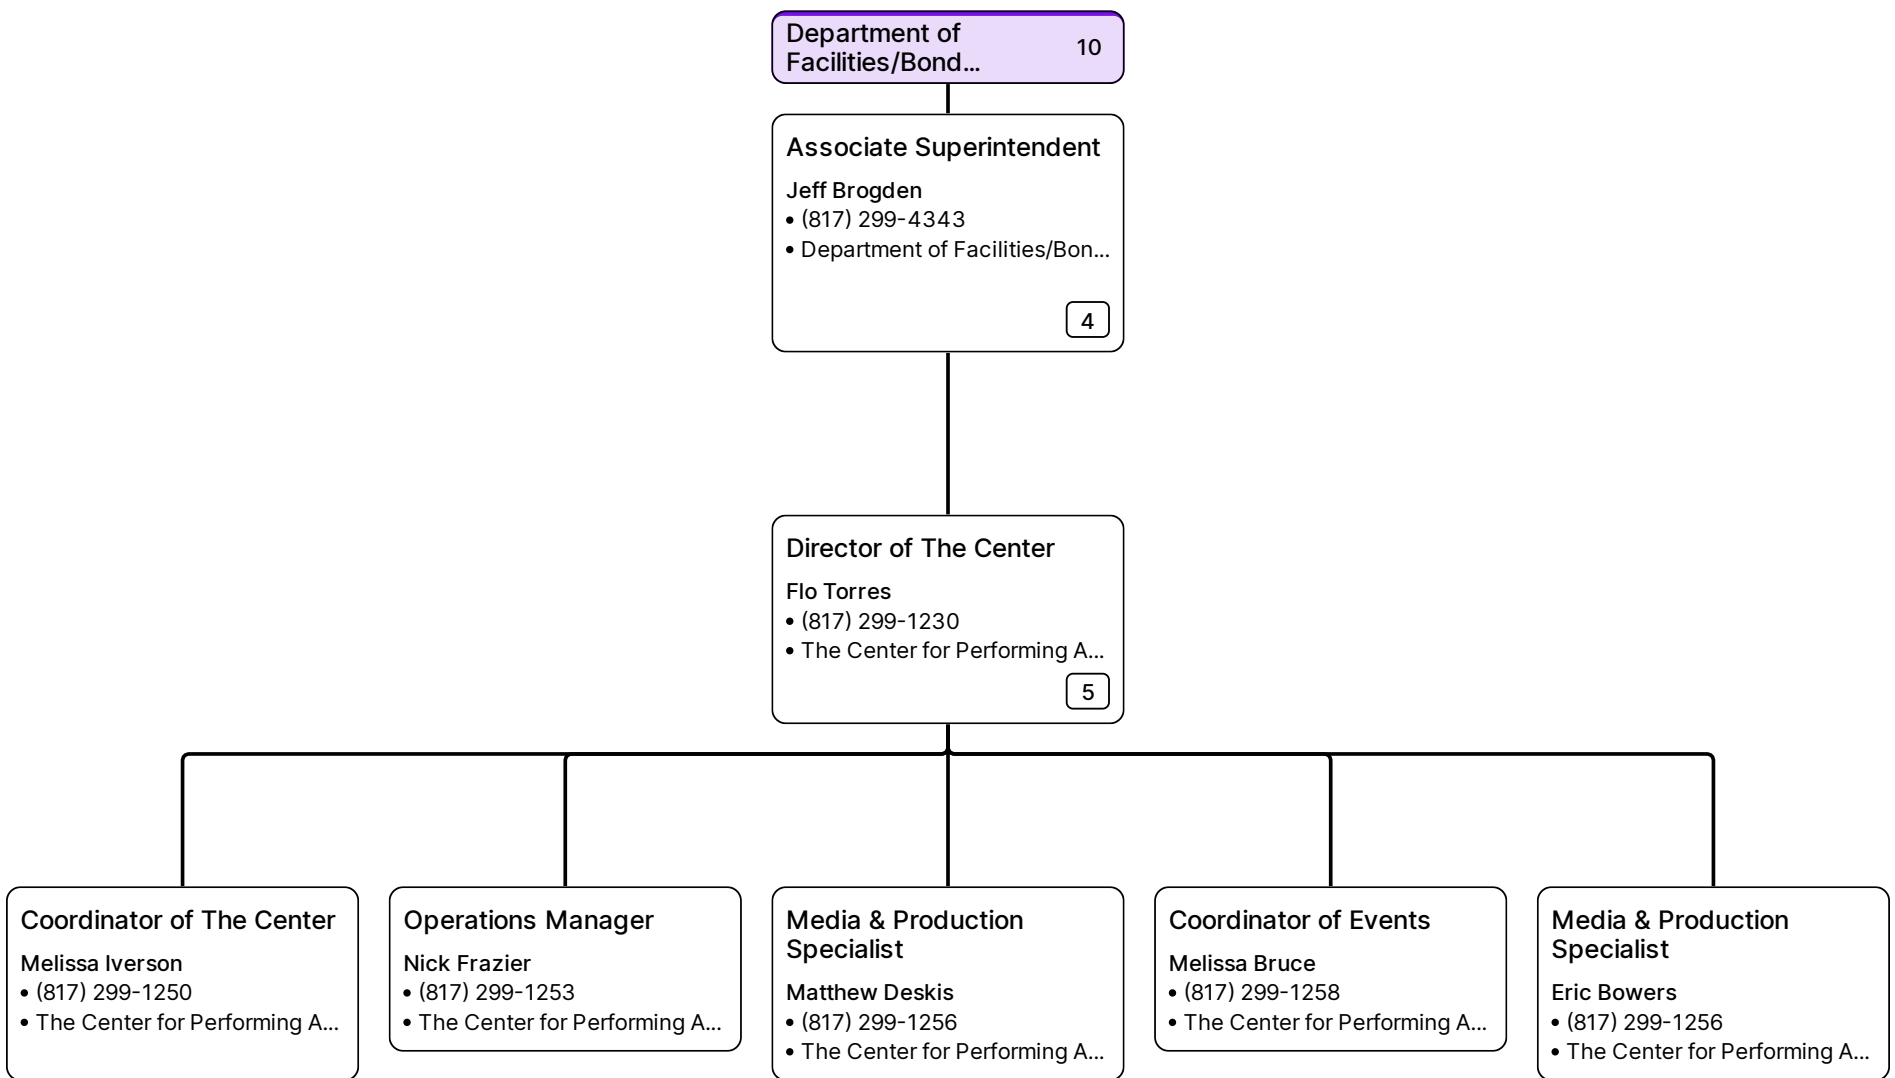 Department of
Facilities/Bond...
10
Associate Superintendent
Jeff Brogden
• (817) 299-4343
• Department of Facilities/Bon...
4
Director of The Center
Flo Torres
• (817) 299-1230
• The Center for Performing A...
5
Coordinator of The Center
Melissa Iverson
• (817) 299-1250
• The Center for Performing A...
Operations Manager
Nick Frazier
• (817) 299-1253
• The Center for Performing A...
Media & Production
Specialist
Matthew Deskis
• (817) 299-1256
• The Center for Performing A...
Coordinator of Events
Melissa Bruce
• (817) 299-1258
• The Center for Performing A...
Media & Production
Specialist
Eric Bowers
• (817) 299-1256
• The Center for Performing A...